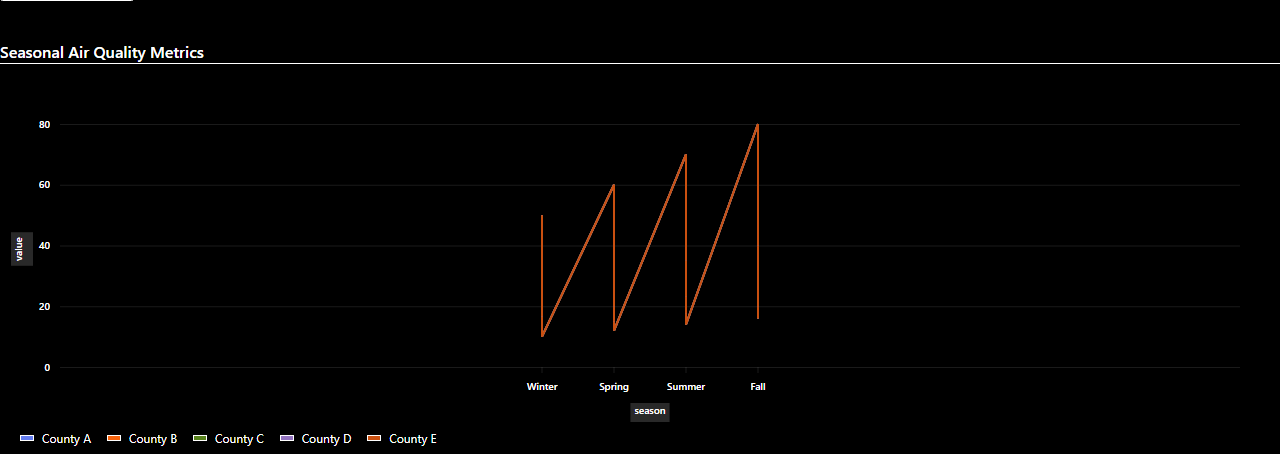 Seasonal Air Quality Metrics
80
60
40
20
0
value
Winter Spring Summer Fall
season
County A County B County C County D County E